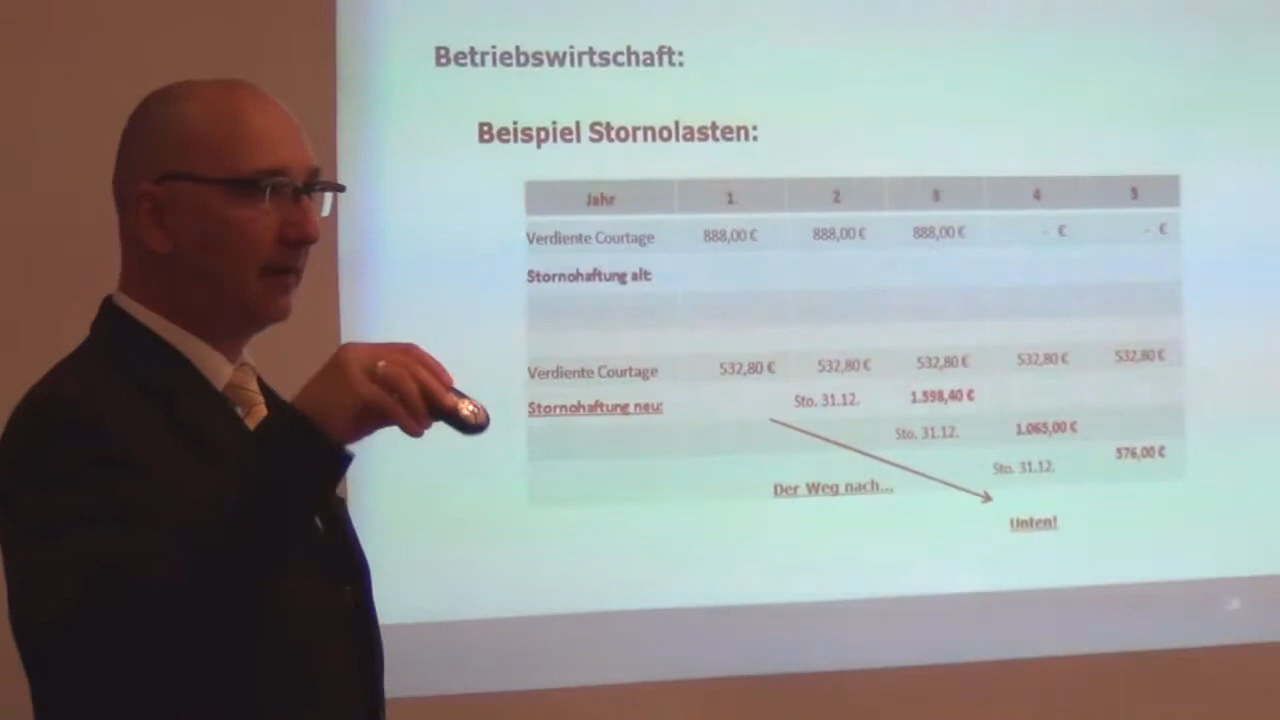 Betriebswirtschaft:
Beispiel Stornolasten:
Jahr 1 2 3 4 5
Verdiente Courtage 888,00 € 888,00 € 888,00 € - € - €
Stornohaftung alt:
Verdiente Courtage 532,80 € 532,80 € 532,80 € 532,80 € 532,80 €
Stornohaftung neu: Sto. 31.12. 1.598,40 €
Sto. 31.12. 1.065,00 €
Sto. 31.12. 576,00 €
Der Weg nach...
Unten!